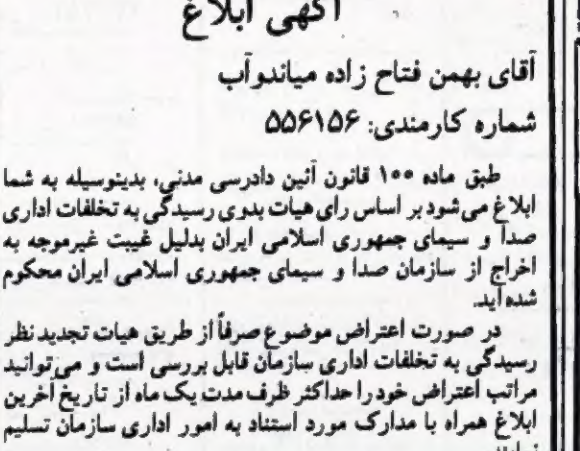 آگهی ابلاغ
آقای بهمن فتاح زاده میاندوآب
شماره کارمندی: ۵۵۶۱۵۶
طبق ماده ۱۰۰ قانون آئین دادرسی مدنی، بدینوسیله به شما
ابلاغ می‌شود بر اساس رای هیات بدوی رسیدگی به تخلفات اداری
صدا و سیمای جمهوری اسلامی ایران بدلیل غیبت غیرموجه به
اخراج از سازمان صدا و سیمای جمهوری اسلامی ایران محکوم
شده‌اید.
در صورت اعتراض موضوع صرفاً از طریق هیات تجدیدنظر
رسیدگی به تخلفات اداری سازمان قابل بررسی است و می‌توانید
مراتب اعتراض خود را حداکثر ظرف مدت یک ماه از تاریخ آخرین
ابلاغ همراه با مدارک مورد استناد به امور اداری سازمان تسلیم